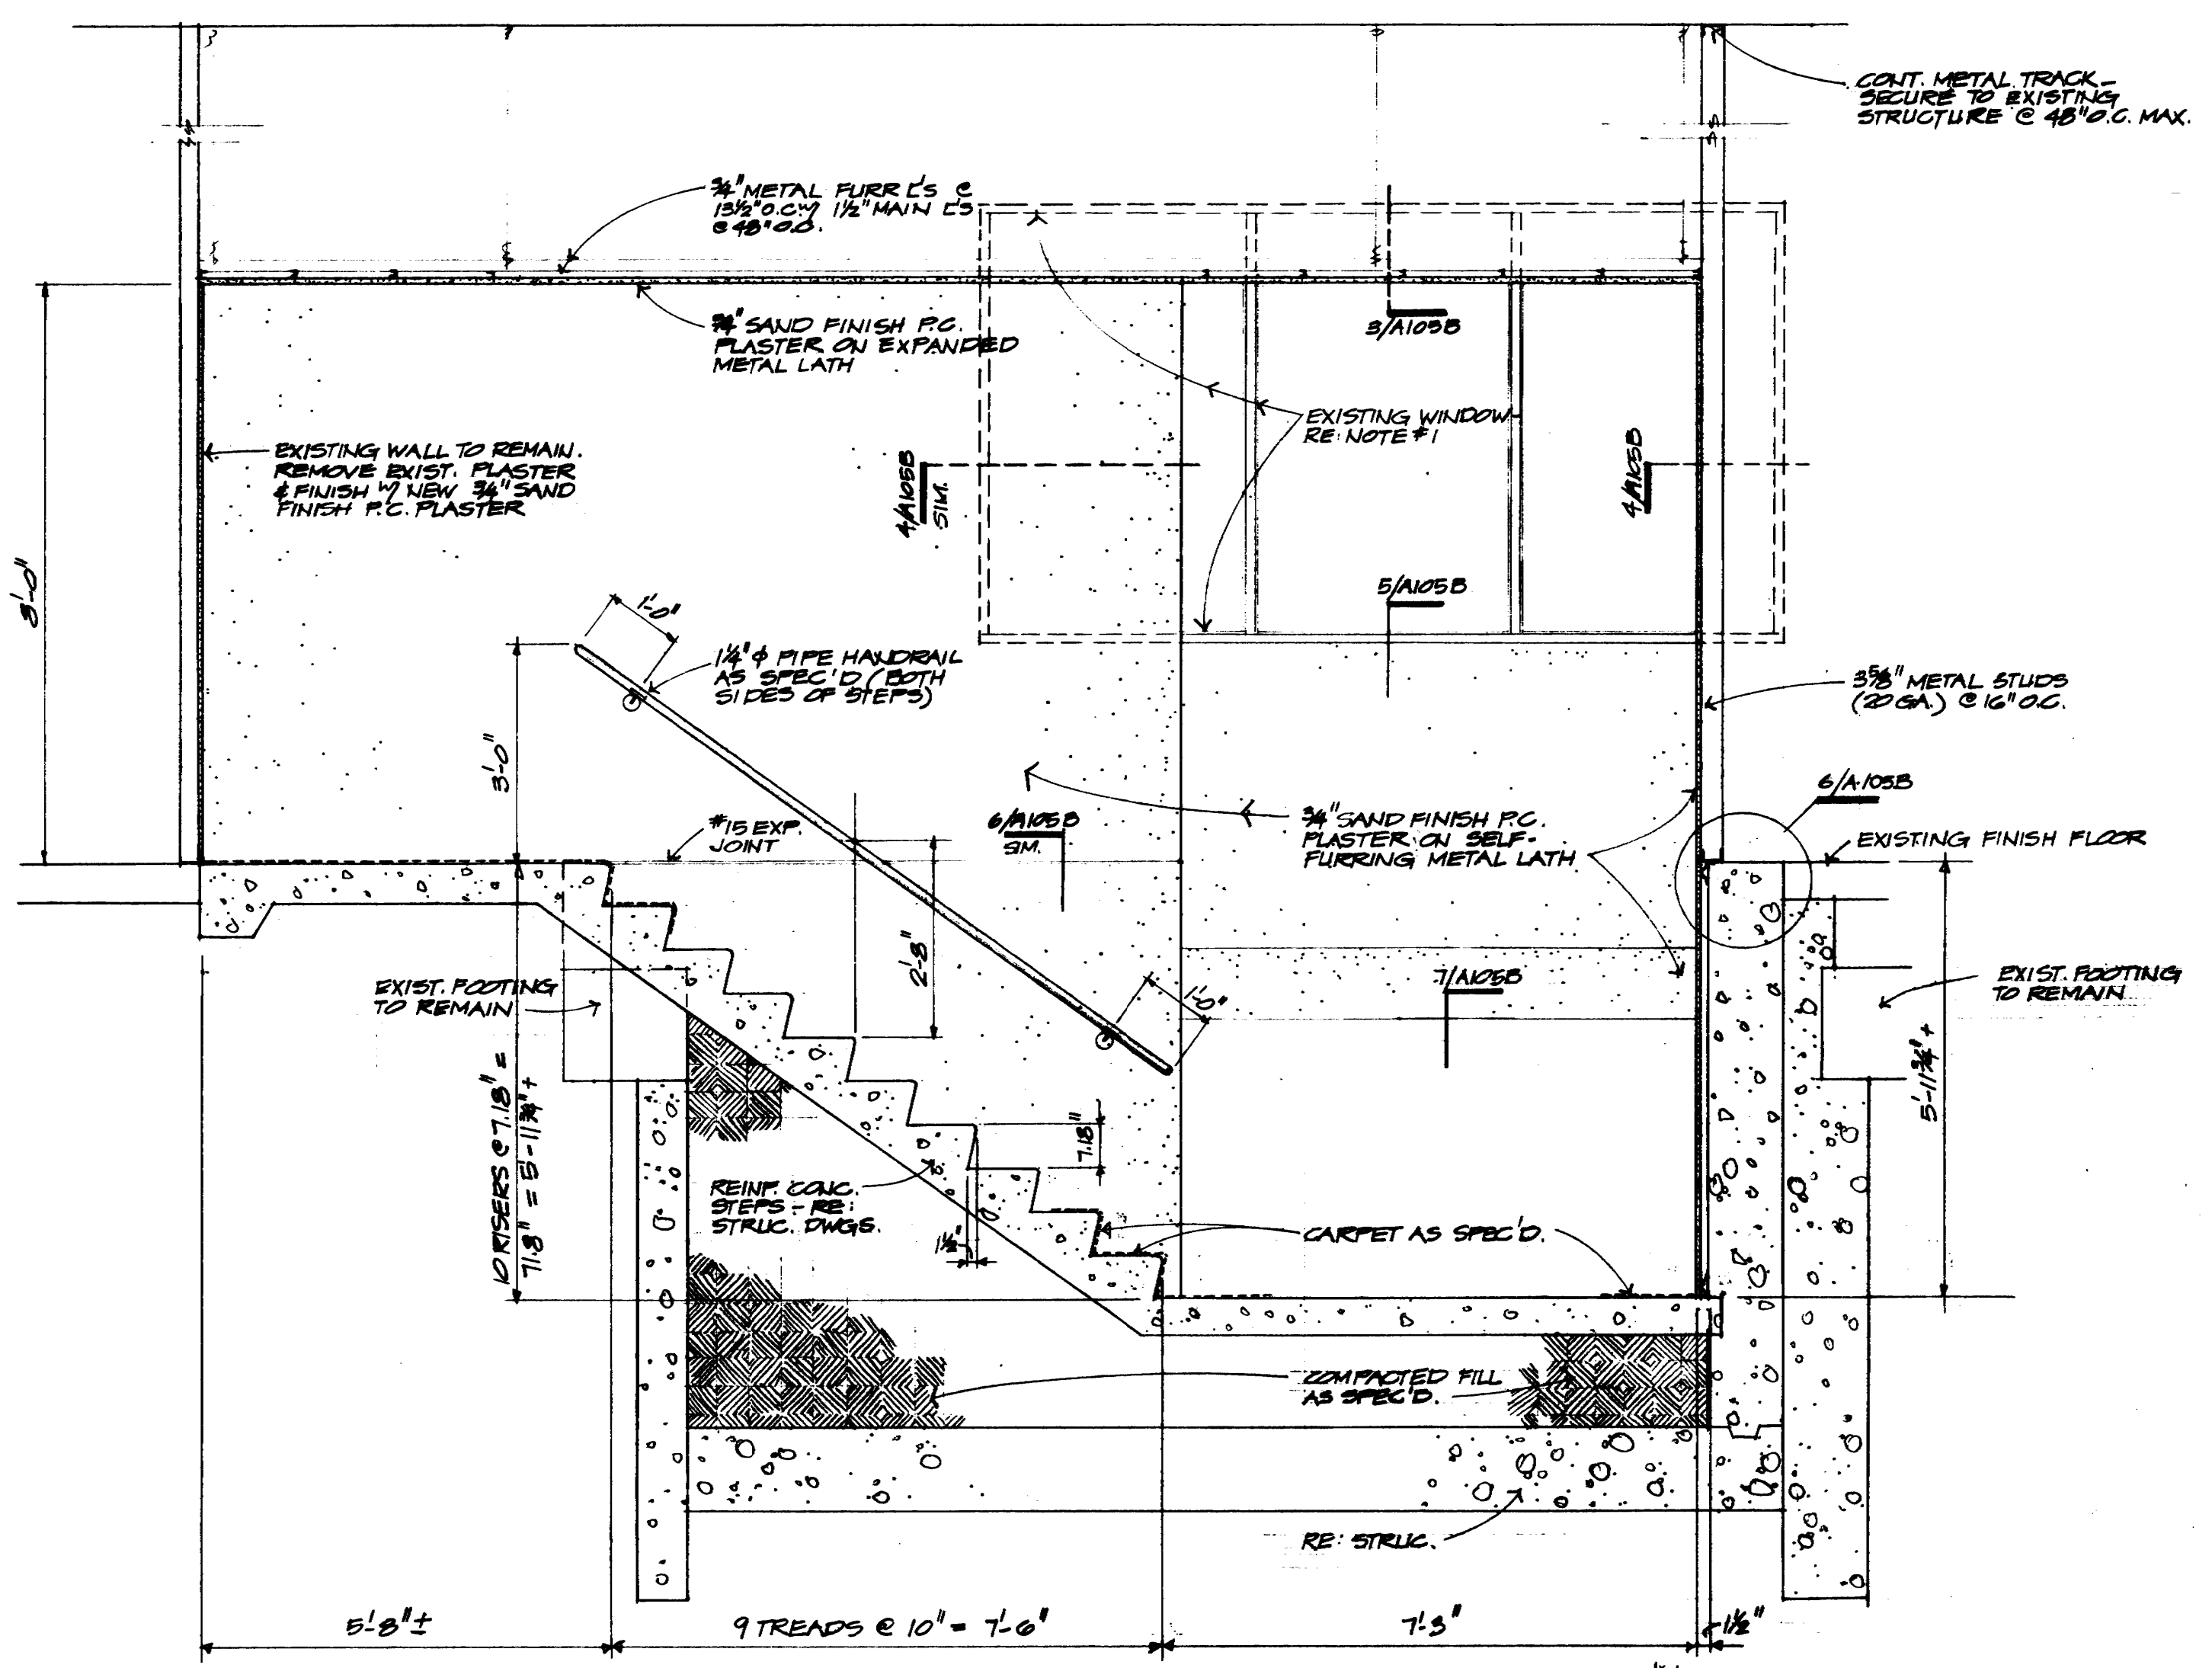 CONT. METAL TRACK -
SECURE TO EXISTING
STRUCTURE @ 48" O.C. MAX.
3/4" METAL FURR ['S @
13 1/2" O.C. W/ 1 1/2" MAIN ['S
@ 48" O.C.
3/4" SAND FINISH P.C.
PLASTER ON EXPANDED
METAL LATH
3/A105B
EXISTING WINDOW
RE: NOTE #1
EXISTING WALL TO REMAIN.
REMOVE EXIST. PLASTER
& FINISH W/ NEW 3/4" SAND
FINISH P.C. PLASTER
4/A105B
SIM.
4/A105B
8'-0"
5/A105B
1'-0"
1 1/4" ϕ PIPE HANDRAIL
AS SPEC'D (BOTH
SIDES OF STEPS)
3 5/8" METAL STUDS
(20 GA.) @ 16" O.C.
3'-0"
6/A105B
#15 EXP.
JOINT
6/A105B
SIM.
3/4" SAND FINISH P.C.
PLASTER ON SELF-
FURRING METAL LATH
EXISTING FINISH FLOOR
2'-8"
EXIST. FOOTING
TO REMAIN
1'-0"
7/A105B
EXIST. FOOTING
TO REMAIN
10 RISERS @ 7.18" =
71.8" = 5'-11 3/4" +
5'-11 3/4" +
7.18"
REINF. CONC.
STEPS - RE:
STRUC. DWGS.
1 1/2"
CARPET AS SPEC'D.
COMPACTED FILL
AS SPEC'D.
RE: STRUC.
5'-8" ±
9 TREADS @ 10" = 7'-6"
7'-3"
1 1/2"